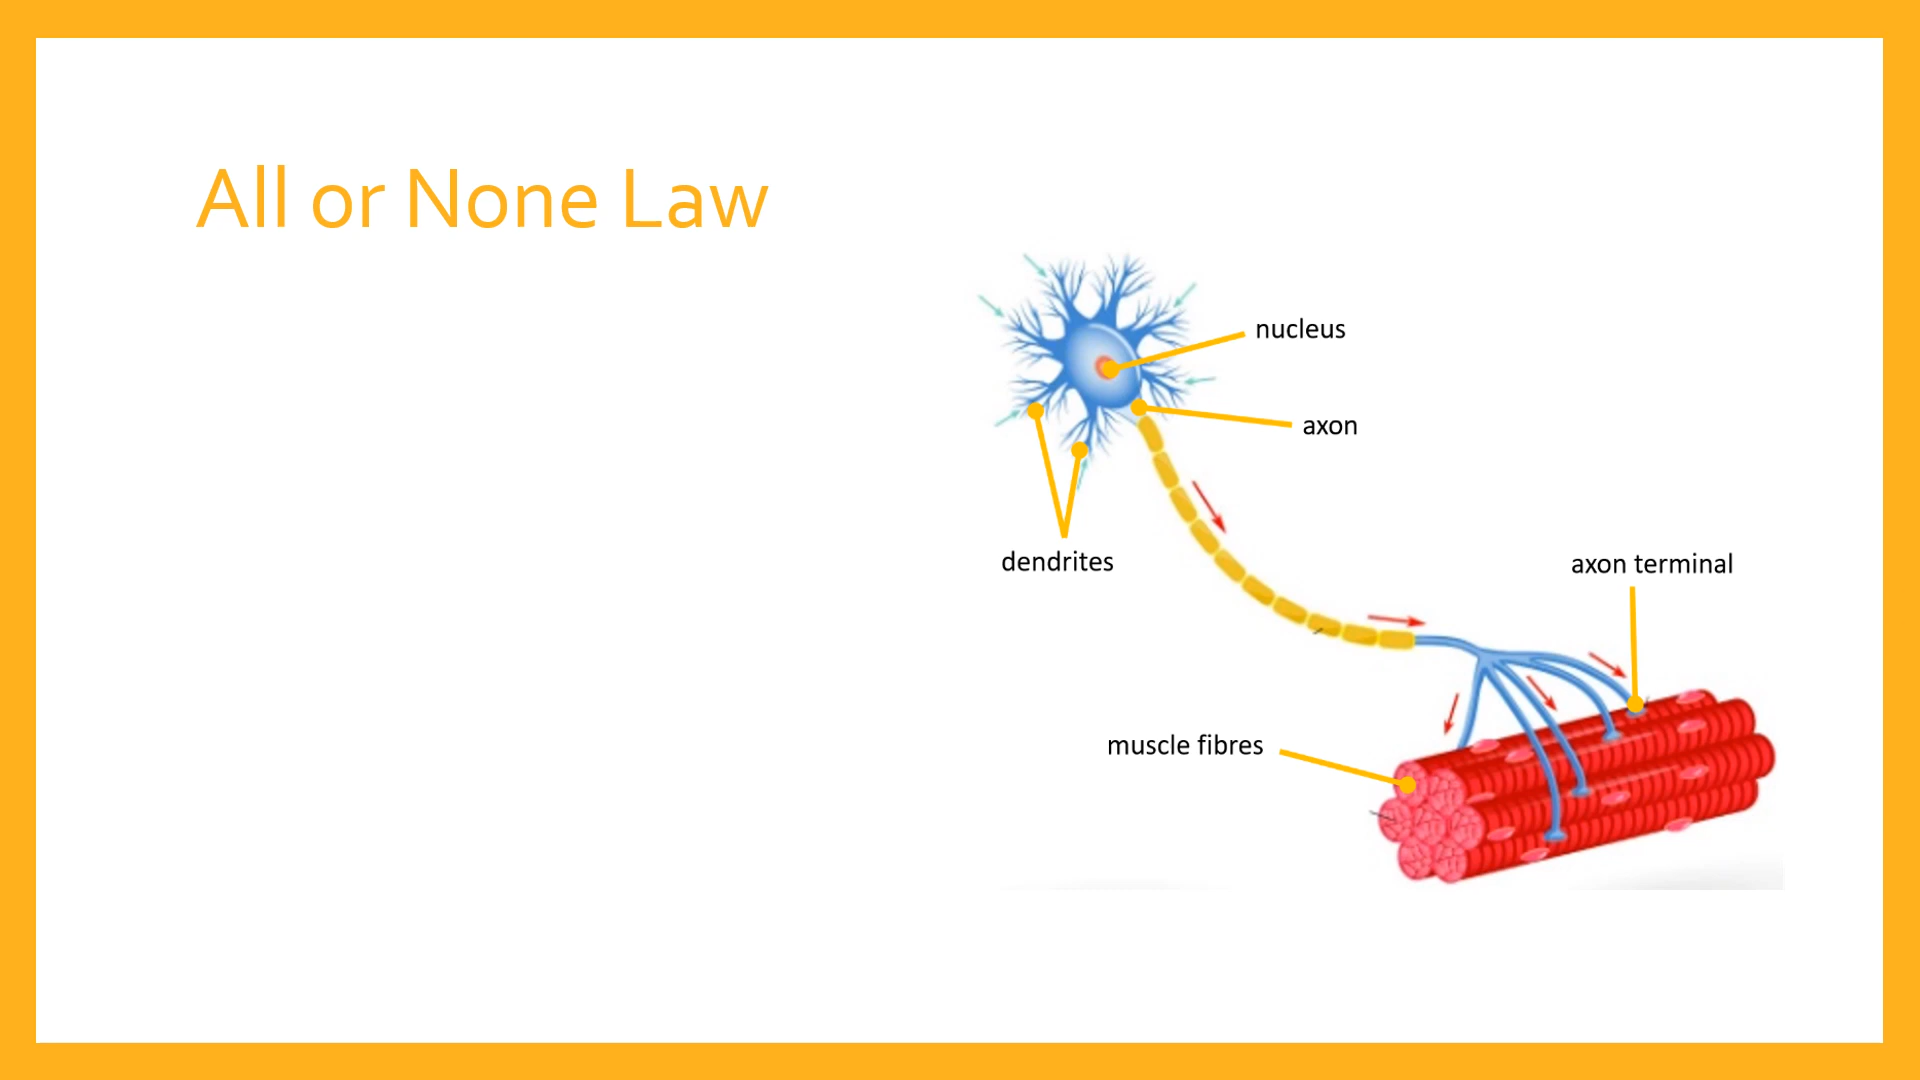 All or None Law
nucleus
axon
dendrites
axon terminal
muscle fibres